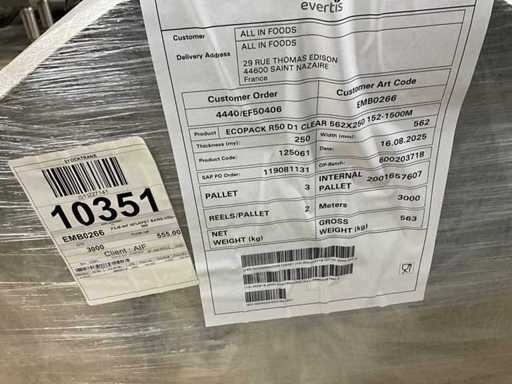 evertis
Customer ALL IN FOODS
Delivery Address ALL IN FOODS
29 RUE THOMAS EDISON
44600 SAINT NAZAIRE
France
Customer Order Customer Art Code
4440/EF50406 EMB0266
Product ECOPACK R50 D1 CLEAR 562X250 152-1500M
Thickness (my): 250 Width (mm): 562
Product Code: 125061 Date: 16.08.2025
SAP PO Order: 119081131 CP-Batch: 600203718
PALLET 3 INTERNAL PALLET 2001657607
REELS/PALLET 2 Meters 3000
NET WEIGHT (kg) GROSS WEIGHT (kg) 563
STOCKTRANS
10351
EMB0266
3000 555,00
Client : AIF